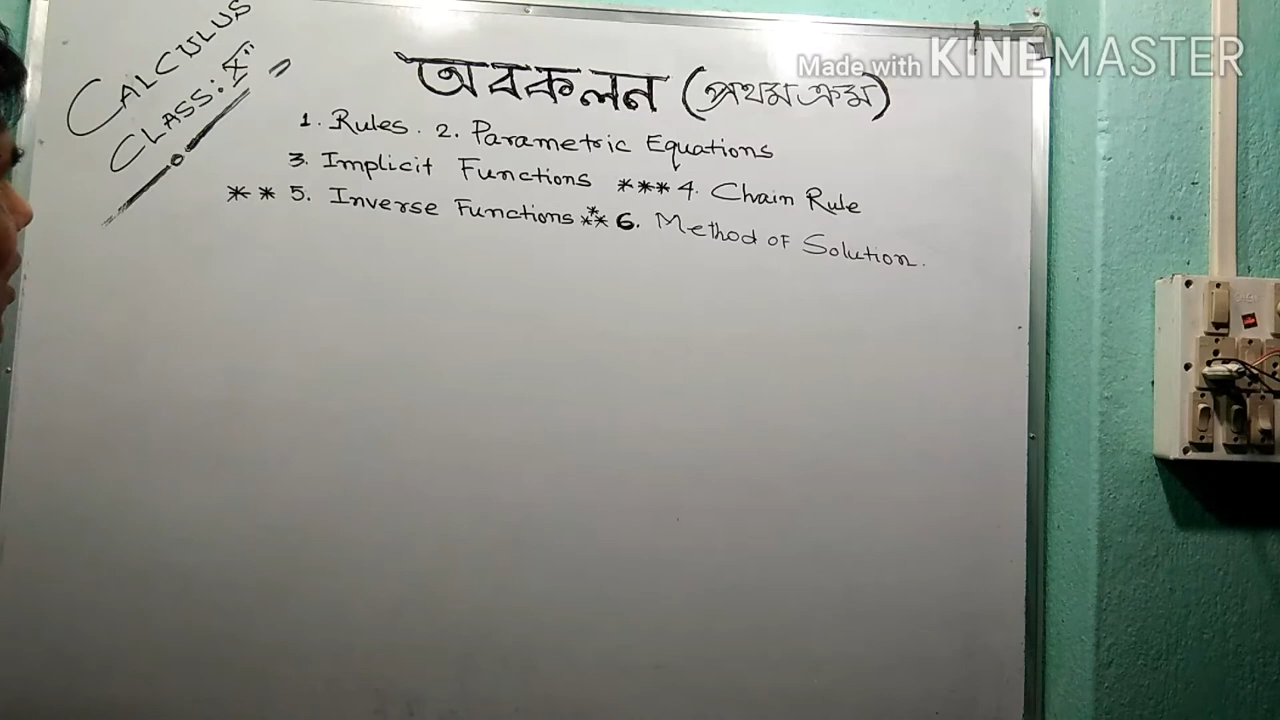 CALCULUS
CLASS: X
অবকলন (প্রথম ক্রম)
1. Rules. 2. Parametric Equations
3. Implicit Functions *** 4. Chain Rule
** 5. Inverse Functions *** 6. Method of Solution.
Made with KINEMASTER